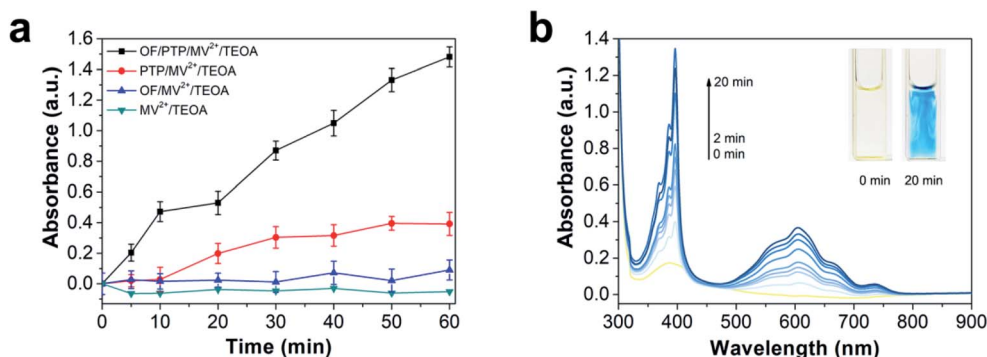 a
1.6
1.4
1.2
1.0
0.8
0.6
0.4
0.2
0.0
Absorbance (a.u.)
OF/PTP/MV²⁺/TEOA
PTP/MV²⁺/TEOA
OF/MV²⁺/TEOA
MV²⁺/TEOA
0 10 20 30 40 50 60
Time (min)
b
1.4
1.2
1.0
0.8
0.6
0.4
0.2
0.0
Absorbance (a.u.)
20 min
2 min
0 min
0 min 20 min
300 400 500 600 700 800 900
Wavelength (nm)